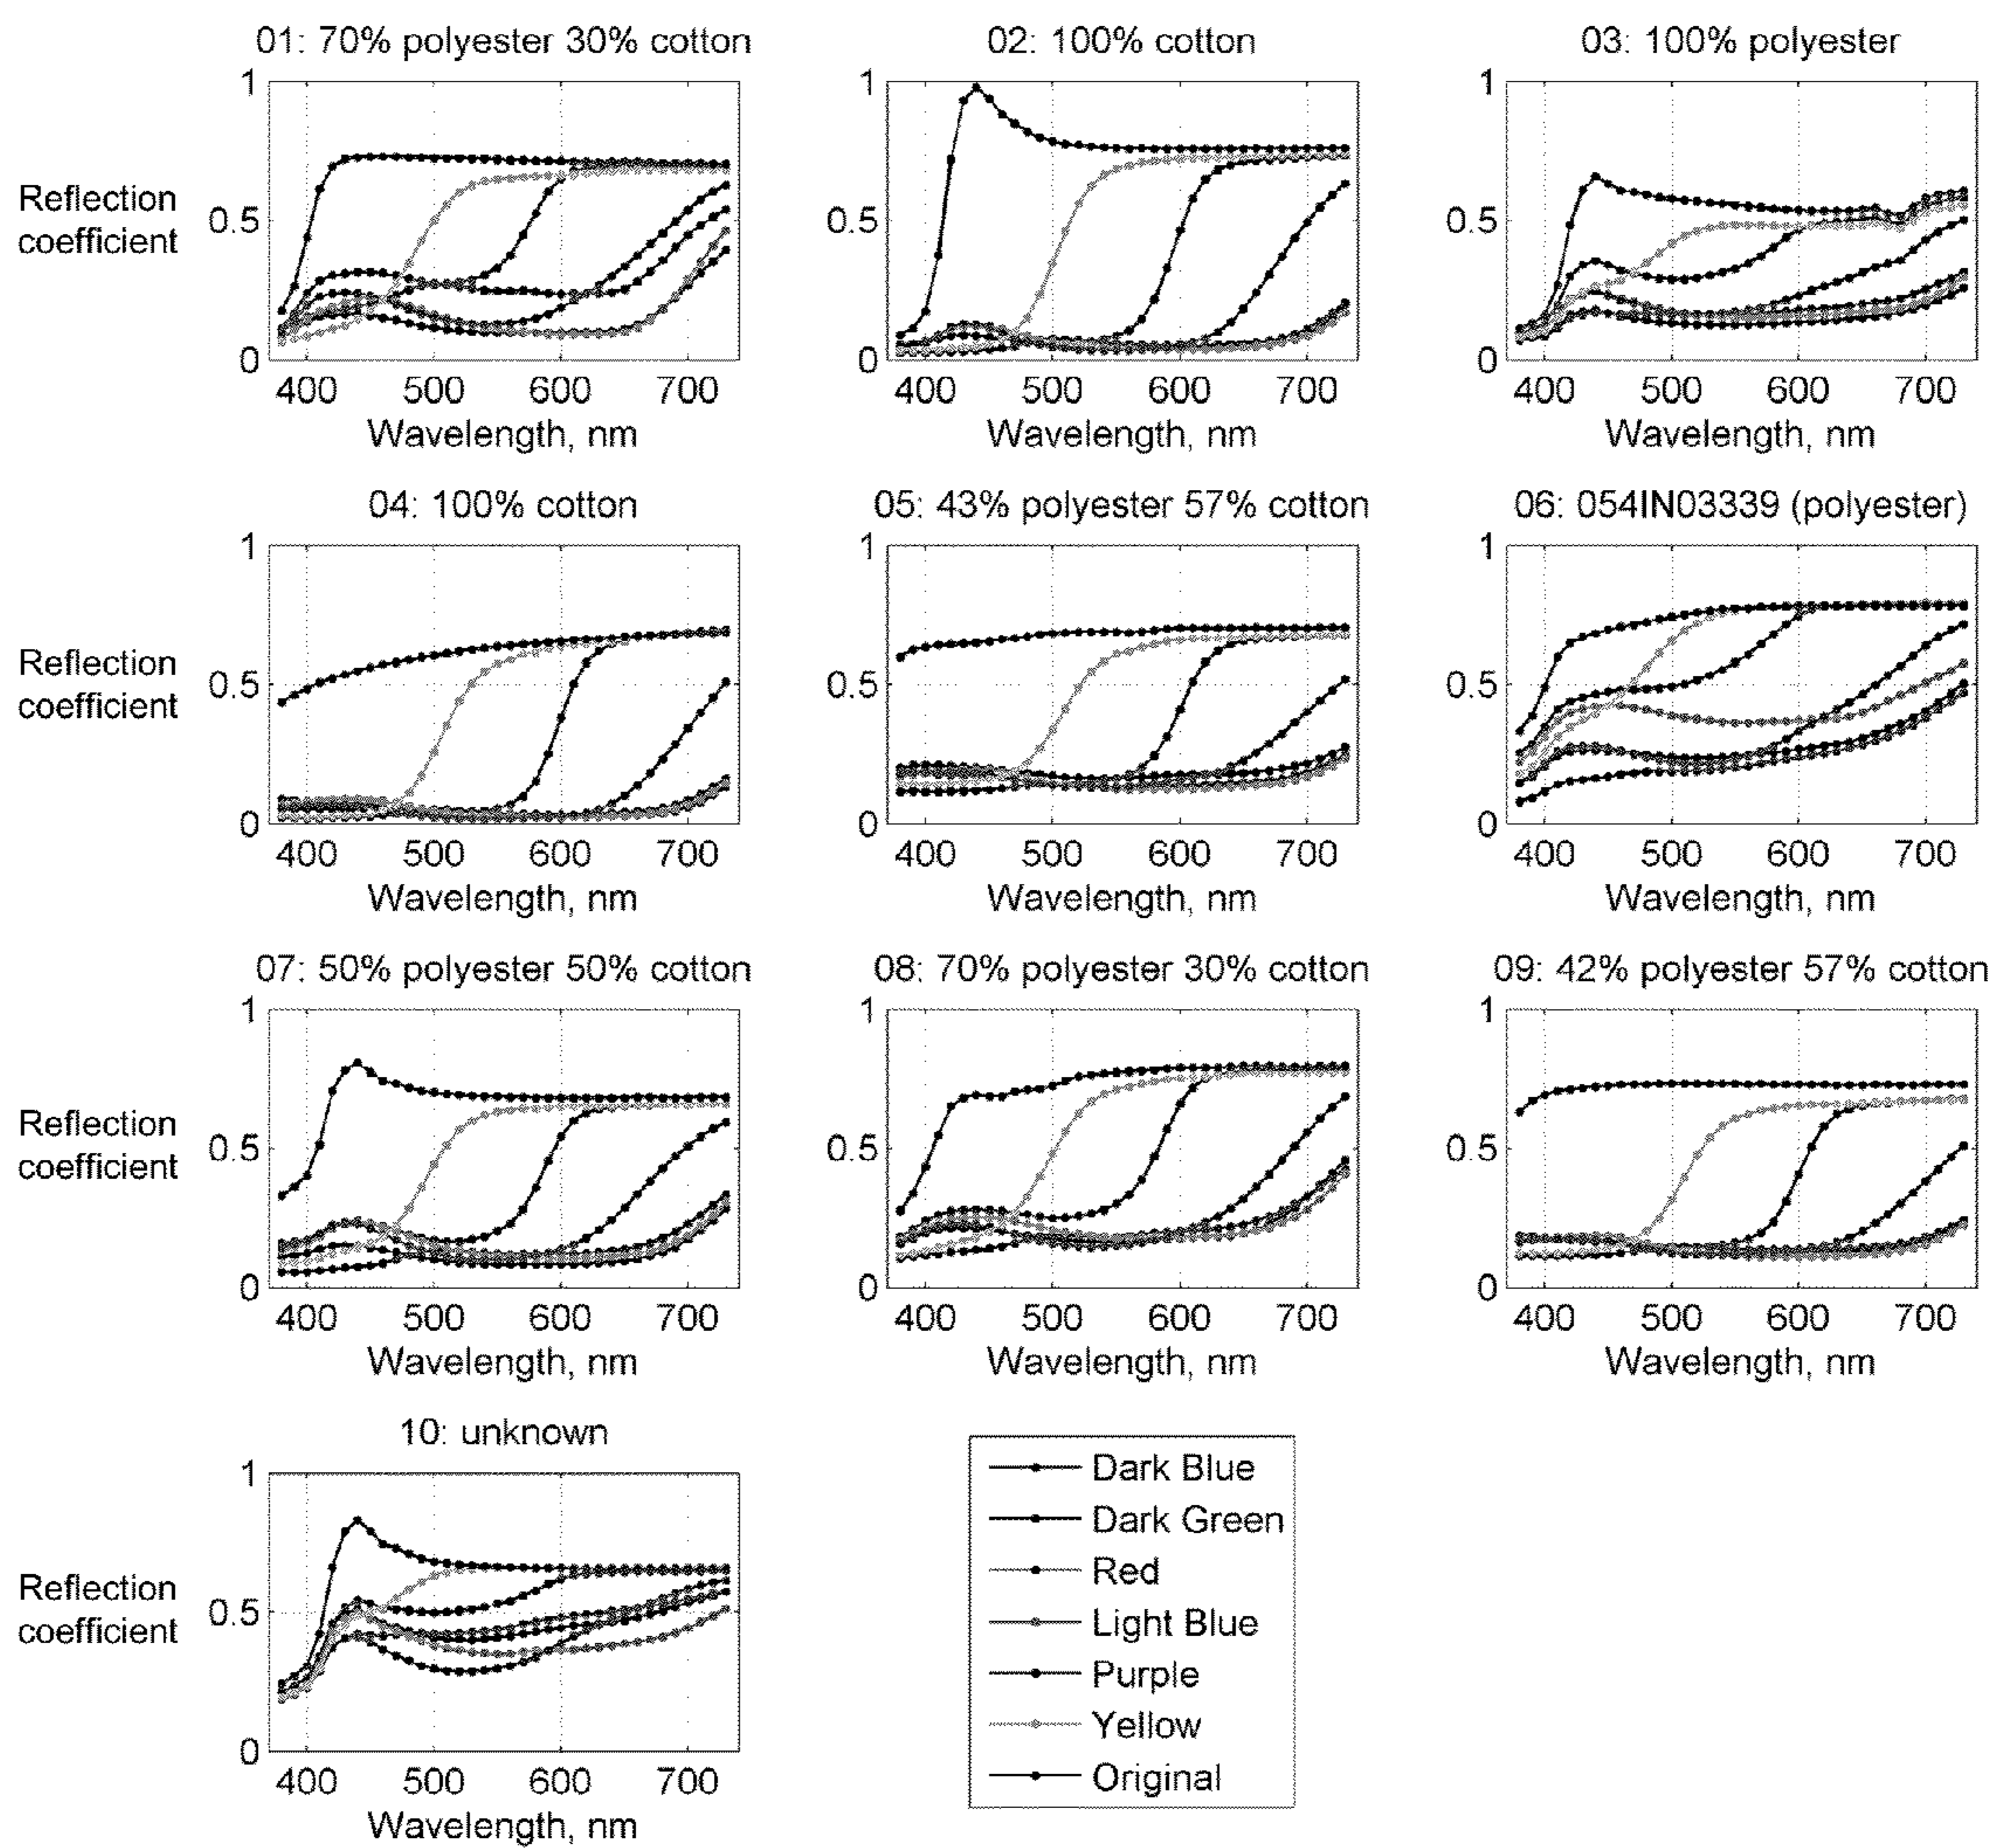 01: 70% polyester 30% cotton
02: 100% cotton
03: 100% polyester
Reflection
coefficient
1
0.5
0
400 500 600 700
Wavelength, nm
1
0.5
0
400 500 600 700
Wavelength, nm
1
0.5
0
400 500 600 700
Wavelength, nm
04: 100% cotton
05: 43% polyester 57% cotton
06: 054IN03339 (polyester)
Reflection
coefficient
1
0.5
0
400 500 600 700
Wavelength, nm
1
0.5
0
400 500 600 700
Wavelength, nm
1
0.5
0
400 500 600 700
Wavelength, nm
07: 50% polyester 50% cotton
08: 70% polyester 30% cotton
09: 42% polyester 57% cotton
Reflection
coefficient
1
0.5
0
400 500 600 700
Wavelength, nm
1
0.5
0
400 500 600 700
Wavelength, nm
1
0.5
0
400 500 600 700
Wavelength, nm
10: unknown
Reflection
coefficient
1
0.5
0
400 500 600 700
Wavelength, nm
Dark Blue
Dark Green
Red
Light Blue
Purple
Yellow
Original